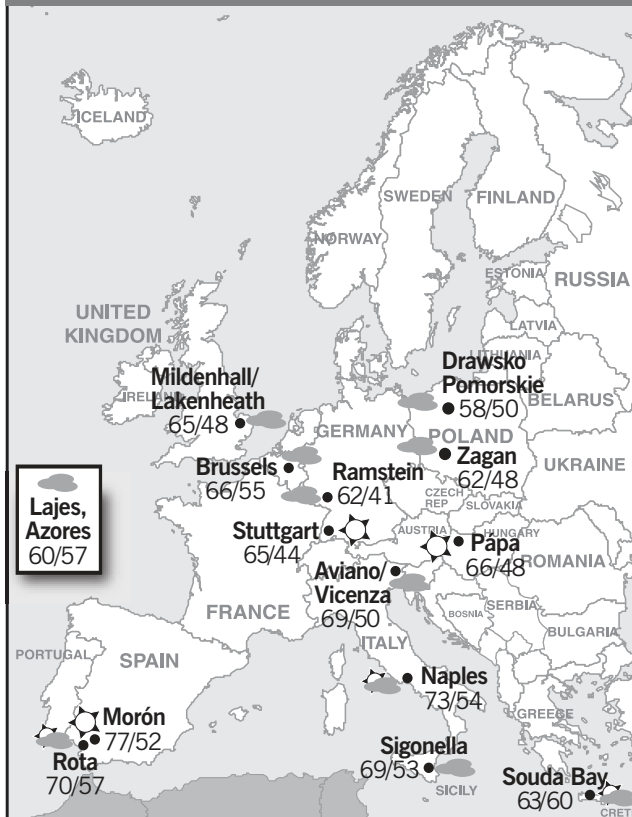 ICELAND
SWEDEN
FINLAND
NORWAY
ESTONIA
RUSSIA
LATVIA
LITHUANIA
UNITED
KINGDOM
IRELAND
Mildenhall/
Lakenheath
65/48
Drawsko
Pomorskie
58/50
BELARUS
GERMANY
POLAND
Zagan
62/48
UKRAINE
Brussels
66/55
Ramstein
62/41
CZECH
REP
SLOVAKIA
Lajes,
Azores
60/57
Stuttgart
65/44
AUSTRIA
HUNGARY
Pápa
66/48
ROMANIA
Aviano/
Vicenza
69/50
FRANCE
BOSNIA
SERBIA
BULGARIA
ITALY
PORTUGAL
SPAIN
Naples
73/54
GREECE
Morón
77/52
Rota
70/57
Sigonella
69/53
SICILY
Souda Bay
63/60
CRET